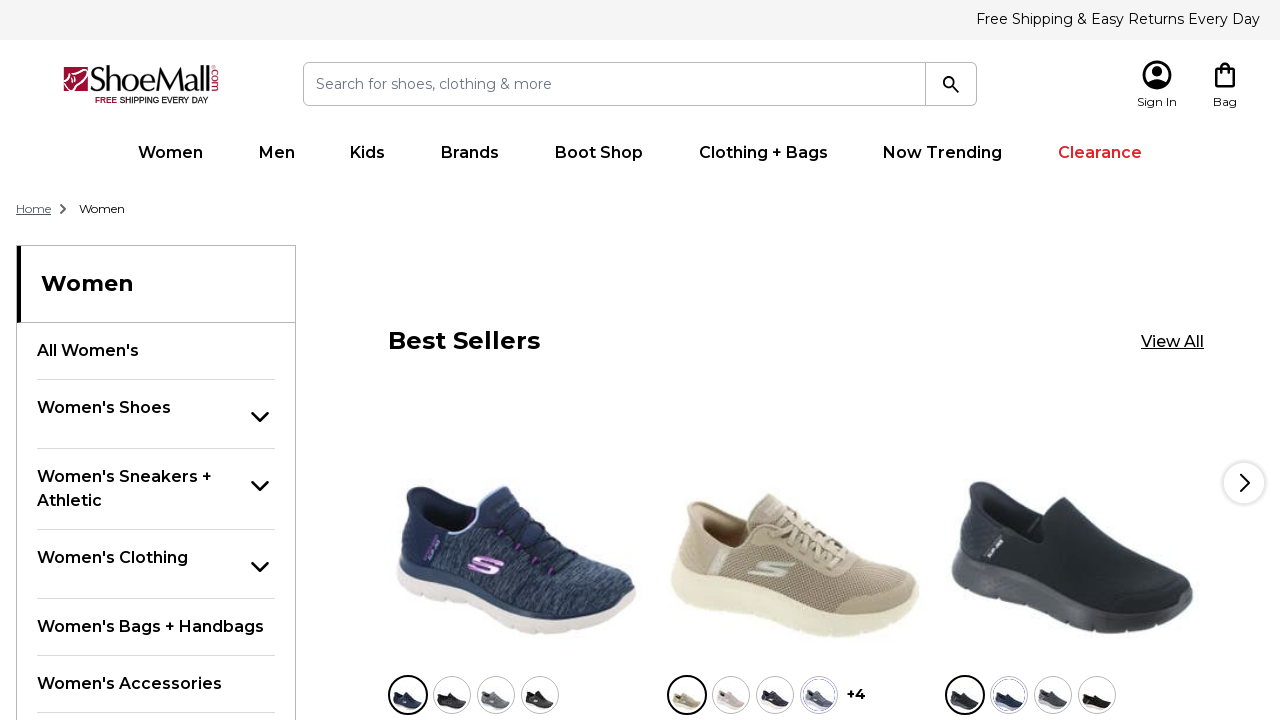 Free Shipping & Easy Returns Every Day
ShoeMall.com
FREE SHIPPING EVERY DAY
Search for shoes, clothing & more
Sign In
Bag
Women
Men
Kids
Brands
Boot Shop
Clothing + Bags
Now Trending
Clearance
Home
Women
Women
All Women's
Women's Shoes
Women's Sneakers +
Athletic
Women's Clothing
Women's Bags + Handbags
Women's Accessories
Best Sellers
View All
+4